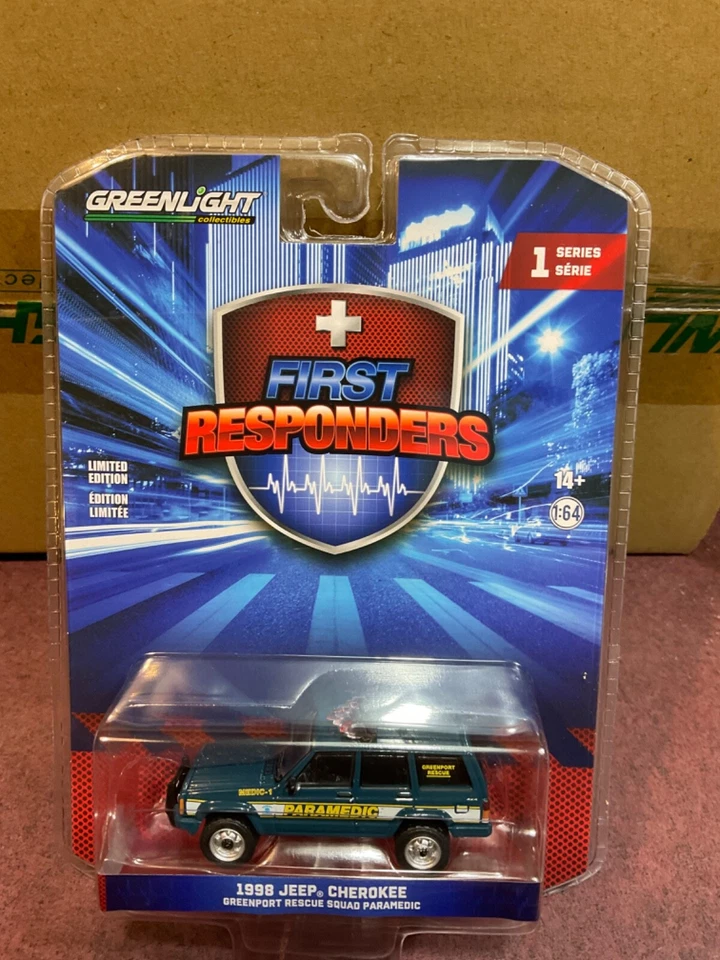 GREENLIGHT
collectibles
1 SERIES
SÉRIE
FIRST
RESPONDERS
LIMITED
EDITION
ÉDITION
LIMITÉE
14+
1:64
GREENPORT
RESCUE
MEDIC-1
PARAMEDIC
1998 JEEP® CHEROKEE
GREENPORT RESCUE SQUAD PARAMEDIC